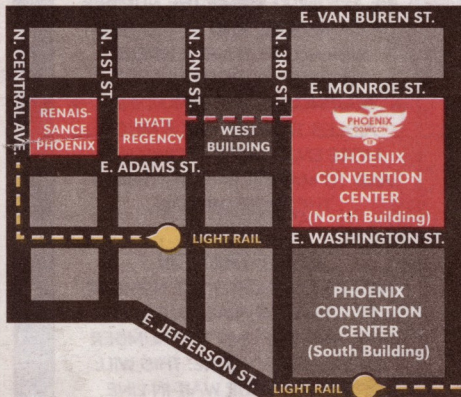 E. VAN BUREN ST.
N. CENTRAL AVE.
N. 1ST ST.
N. 2ND ST.
N. 3RD ST.
E. MONROE ST.
RENAIS-
SANCE
PHOENIX
HYATT
REGENCY
WEST
BUILDING
PHOENIX
COMICON
PHOENIX
CONVENTION
CENTER
(North Building)
E. ADAMS ST.
LIGHT RAIL
E. WASHINGTON ST.
PHOENIX
CONVENTION
CENTER
(South Building)
E. JEFFERSON ST.
LIGHT RAIL